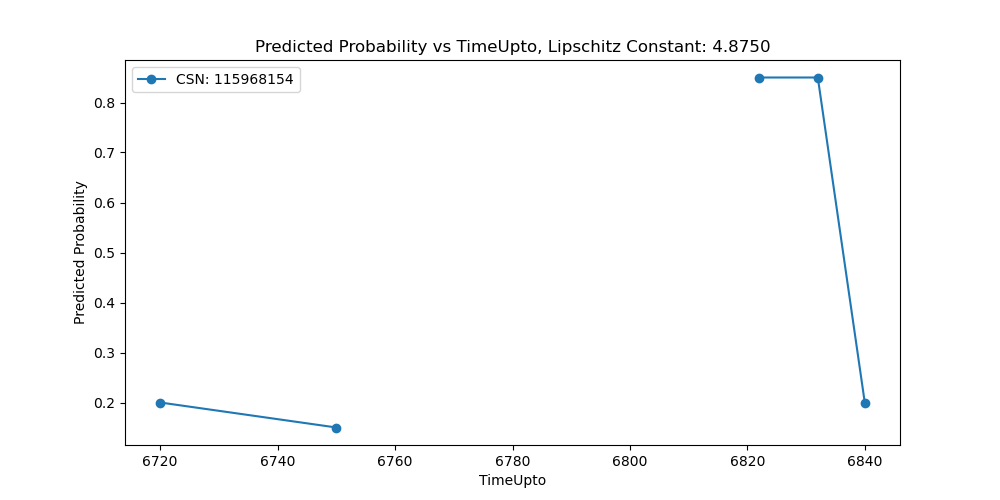 Predicted Probability vs TimeUpto, Lipschitz Constant: 4.8750
CSN: 115968154
Predicted Probability
0.8
0.7
0.6
0.5
0.4
0.3
0.2
6720 6740 6760 6780 6800 6820 6840
TimeUpto